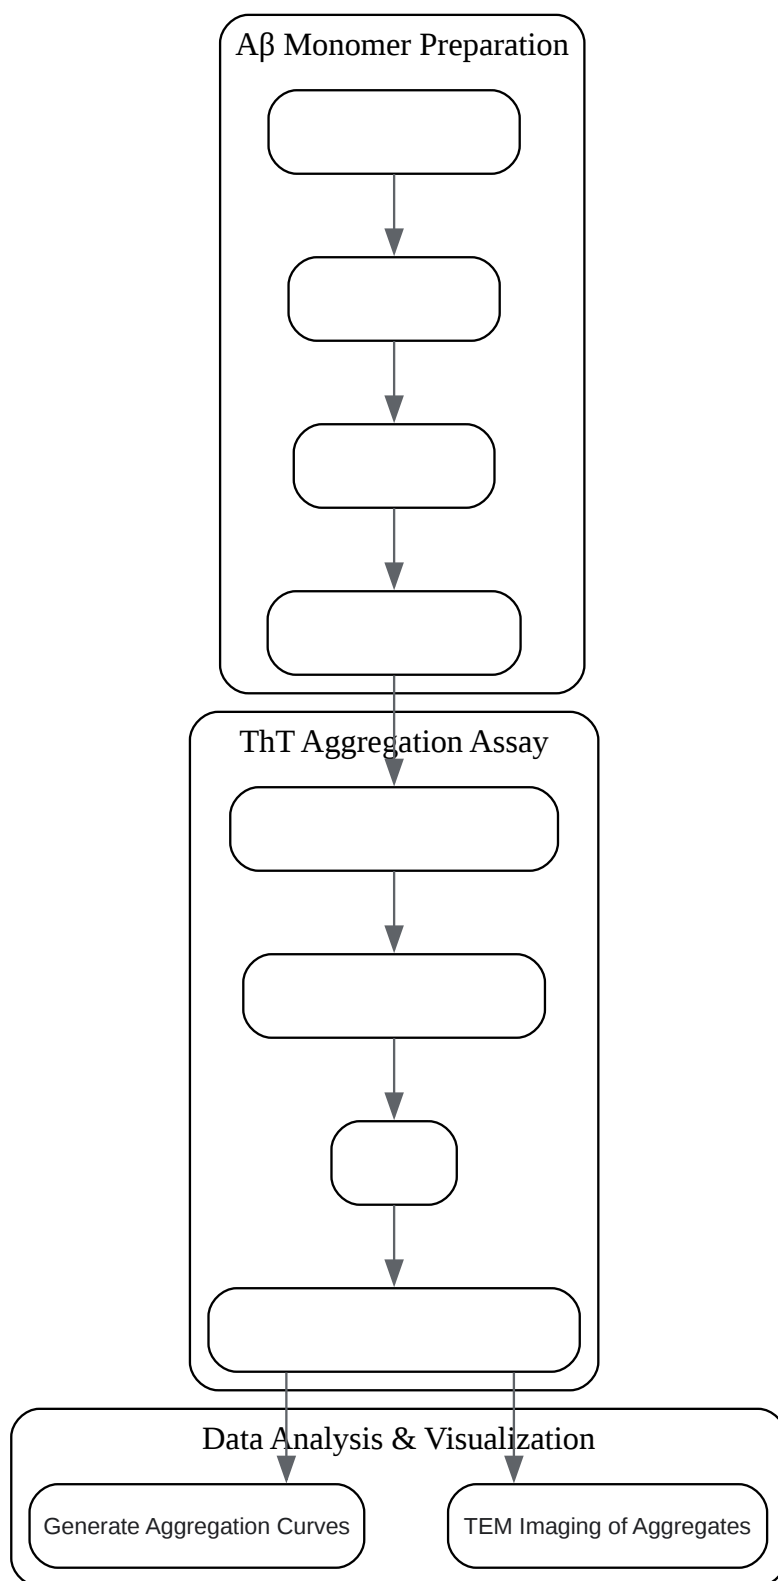 Aβ Monomer Preparation
ThT Aggregation Assay
Data Analysis & Visualization
Generate Aggregation Curves
TEM Imaging of Aggregates